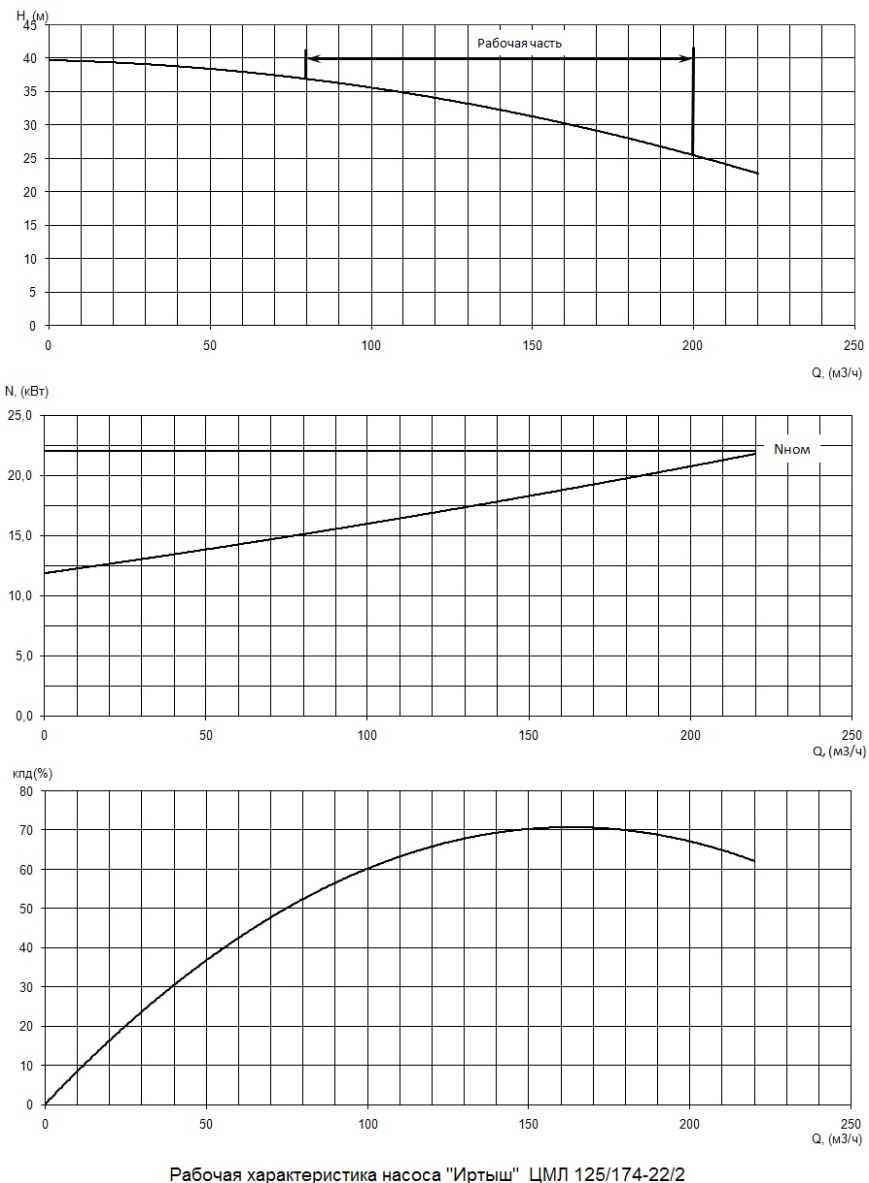 H, (м)
45
Рабочая часть
40
35
30
25
20
15
10
5
0
0 50 100 150 200 250
Q, (м3/ч)
N, (кВт)
25,0
Nном
20,0
15,0
10,0
5,0
0,0
0 50 100 150 200 250
Q, (м3/ч)
кпд(%)
80
70
60
50
40
30
20
10
0
0 50 100 150 200 250
Q, (м3/ч)
Рабочая характеристика насоса "Иртыш" ЦМЛ 125/174-22/2